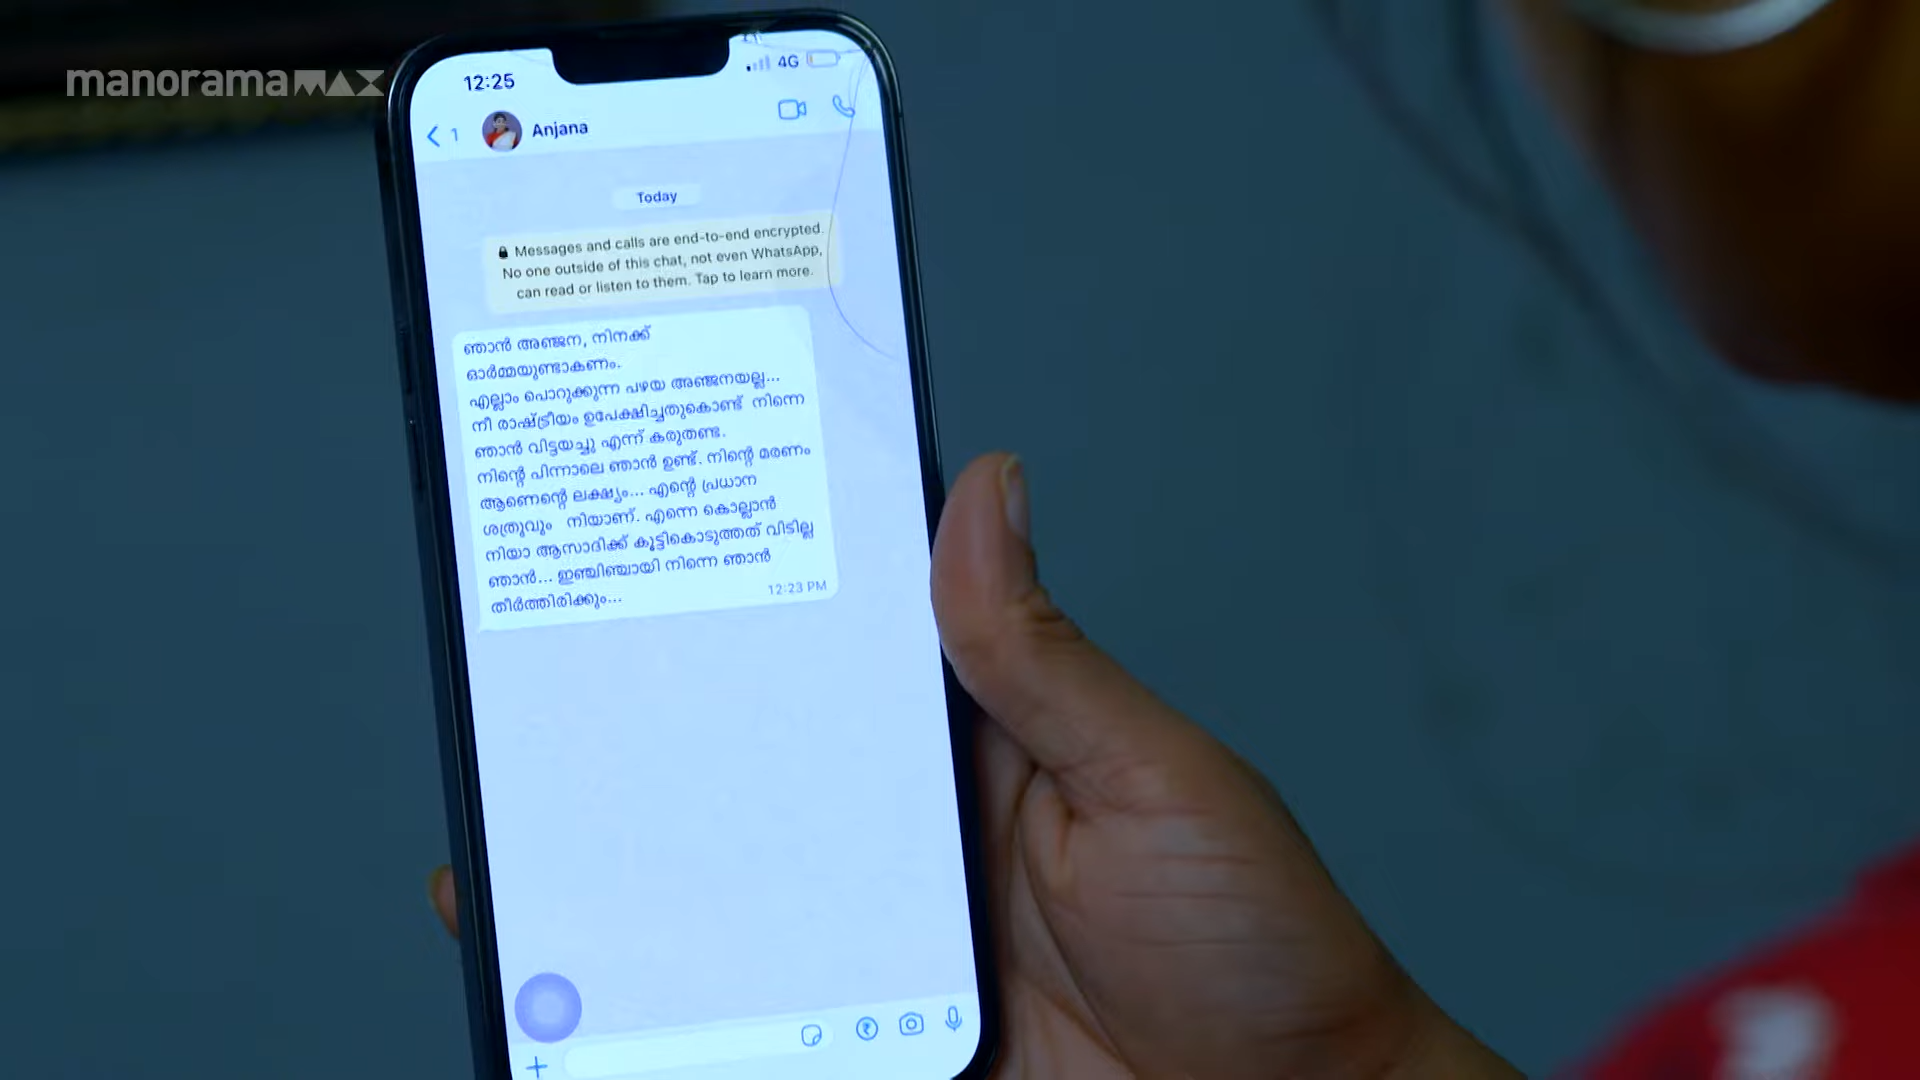 manoramaMAX
12:25
4G
1
Anjana
Today
Messages and calls are end-to-end encrypted.
No one outside of this chat, not even WhatsApp,
can read or listen to them. Tap to learn more.
ഞാൻ അഞ്ജന, നിനക്ക്
ഓർമ്മയുണ്ടാകണം.
എല്ലാം പൊറുക്കുന്ന പഴയ അഞ്ജനയല്ല...
നീ രാഷ്ട്രീയം ഉപേക്ഷിച്ചതുകൊണ്ട് നിന്നെ
ഞാൻ വിട്ടയച്ചു എന്ന് കരുതണ്ട.
നിന്റെ പിന്നാലെ ഞാൻ ഉണ്ട്. നിന്റെ മരണം
ആണെന്റെ ലക്ഷ്യം... എന്റെ പ്രധാന
ശത്രുവും നിയാണ്. എന്നെ കൊല്ലാൻ
നിയാ ആസാദിക്ക് കൂട്ടികൊടുത്തത് വിടില്ല
ഞാൻ... ഇഞ്ചിഞ്ചായി നിന്നെ ഞാൻ
തീർത്തിരിക്കും...
12:23 PM